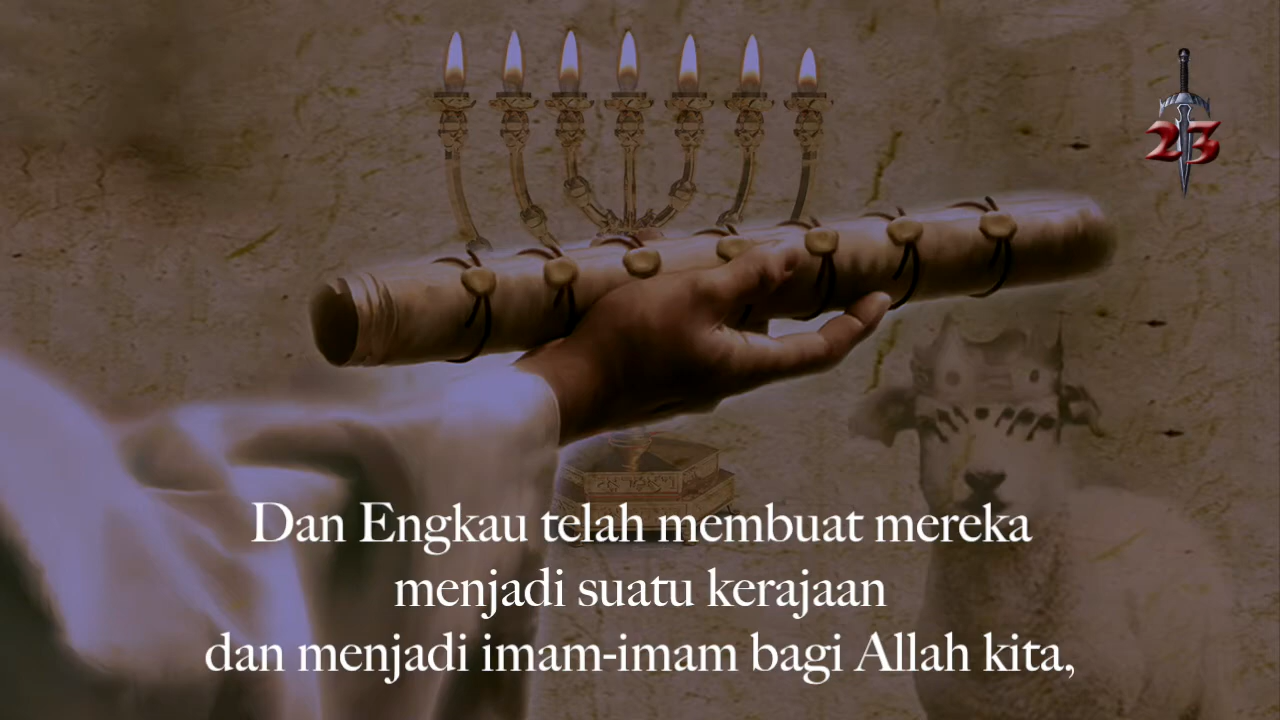 23
Dan Engkau telah membuat mereka
menjadi suatu kerajaan
dan menjadi imam-imam bagi Allah kita,